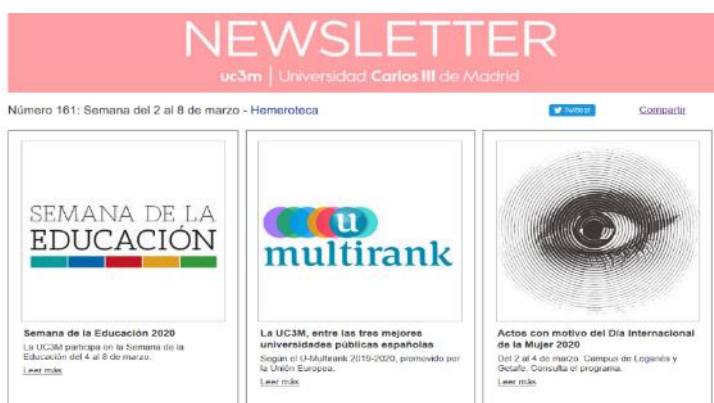 NEWSLETTER
uc3m | Universidad Carlos III de Madrid
Número 161: Semana del 2 al 8 de marzo - Hemeroteca
Twittear
Compartir
SEMANA DE LA
EDUCACIÓN
Semana de la Educación 2020
La UC3M participa en la Semana de la
Educación del 4 al 8 de marzo.
Leer más
u
multirank
La UC3M, entre las tres mejores
universidades públicas españolas
Según el U-Multirank 2019-2020, promovido por
la Unión Europea.
Leer más
Actos con motivo del Día Internacional
de la Mujer 2020
Del 2 al 4 de marzo. Campus de Leganés y
Getafe. Consulta el programa.
Leer más